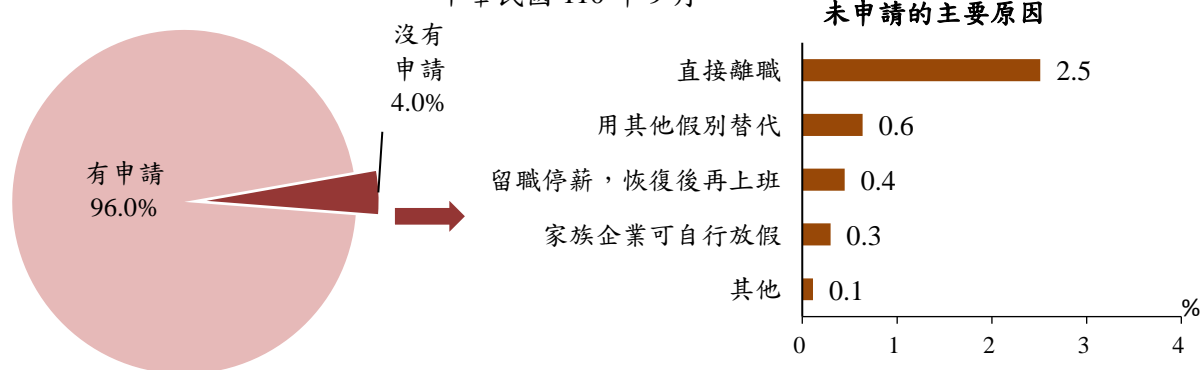 未申請的主要原因
沒有
申請
4.0%
有申請
96.0%
直接離職
2.5
用其他假別替代
0.6
留職停薪，恢復後再上班
0.4
家族企業可自行放假
0.3
其他
0.1
%
0 1 2 3 4